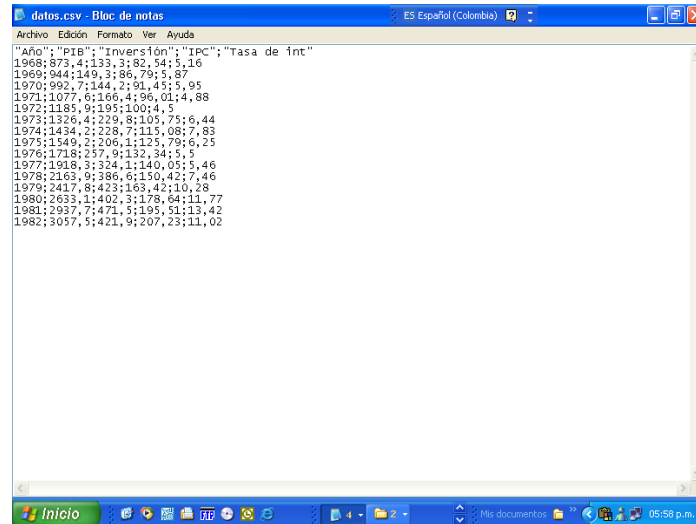 datos.csv - Bloc de notas
ES Español (Colombia)
Archivo Edición Formato Ver Ayuda
"Año";"PIB";"Inversión";"IPC";"Tasa de int"
1968;873,4;133,3;82,54;5,16
1969;944;149,3;86,79;5,87
1970;992,7;144,2;91,45;5,95
1971;1077,6;166,4;96,01;4,88
1972;1185,9;195;100;4,5
1973;1326,4;229,8;105,75;6,44
1974;1434,2;228,7;115,08;7,83
1975;1549,2;206,1;125,79;6,25
1976;1718;257,9;132,34;5,5
1977;1918,3;324,1;140,05;5,46
1978;2163,9;386,6;150,42;7,46
1979;2417,8;423;163,42;10,28
1980;2633,1;402,3;178,64;11,77
1981;2937,7;471,5;195,51;13,42
1982;3057,5;421,9;207,23;11,02
Inicio
FTP
4
2
Mis documentos
05:58 p.m.